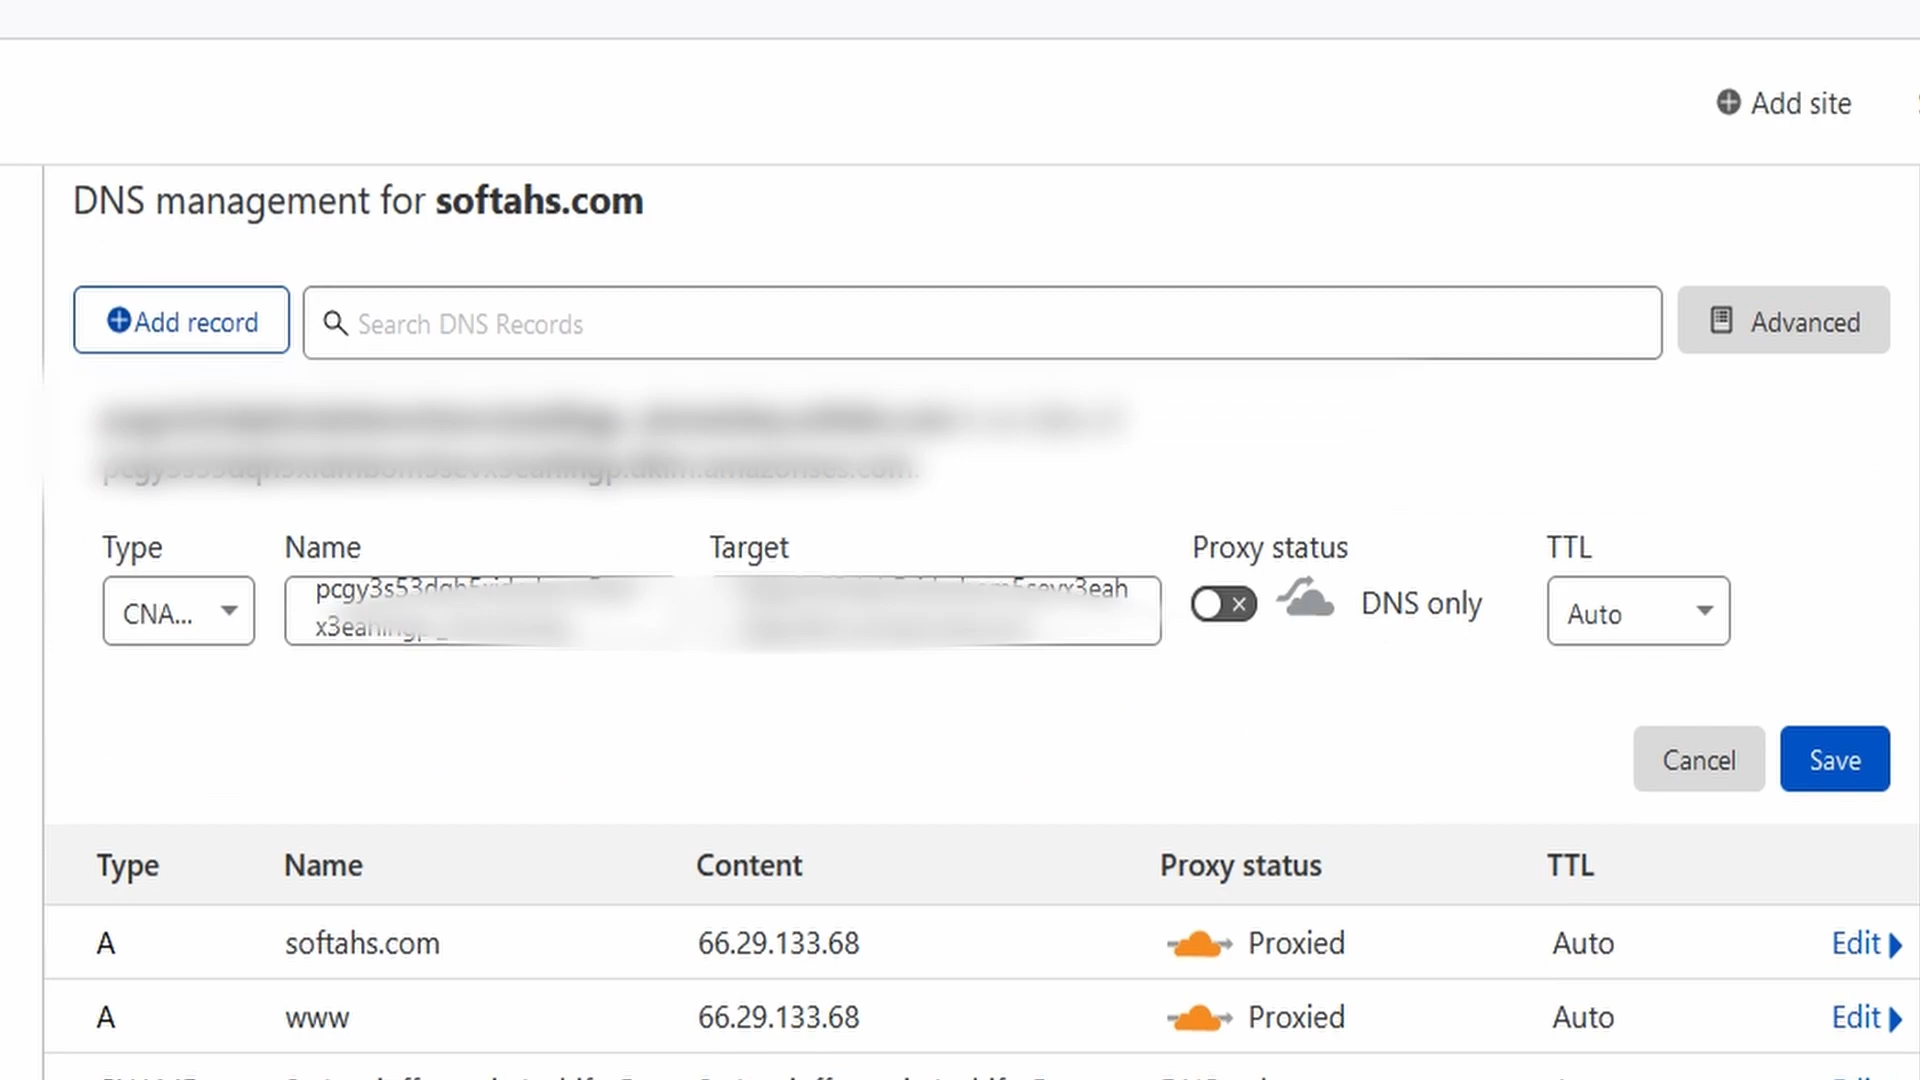 Add site
DNS management for softahs.com
Add record
Search DNS Records
Advanced
Type Name Target Proxy status TTL
CNA... DNS only Auto
Cancel Save
Type Name Content Proxy status TTL
A softahs.com 66.29.133.68 Proxied Auto Edit
A www 66.29.133.68 Proxied Auto Edit